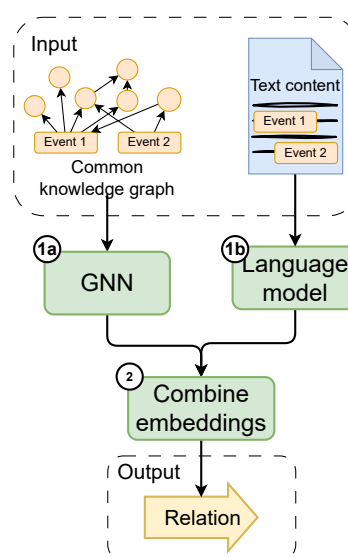 Input
Text content
Event 1
Event 2
Event 1
Event 2
Common
knowledge graph
1a
GNN
1b
Language
model
2
Combine
embeddings
Output
Relation